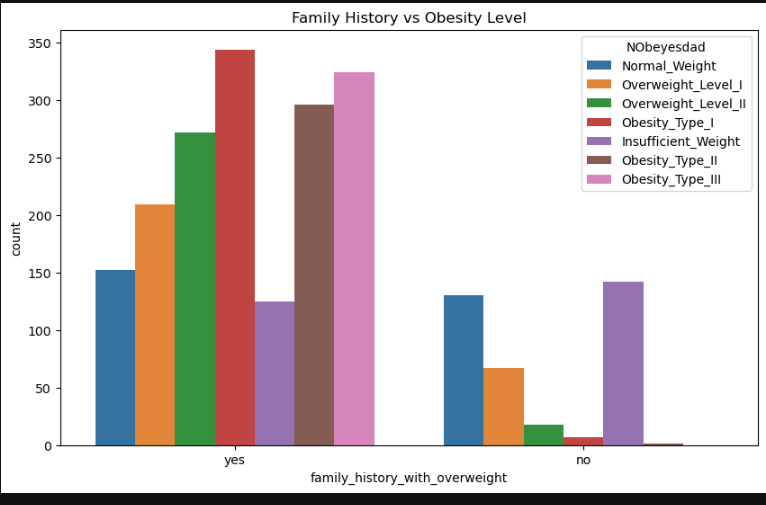 Family History vs Obesity Level
NObeyesdad
Normal_Weight
Overweight_Level_I
Overweight_Level_II
Obesity_Type_I
Insufficient_Weight
Obesity_Type_II
Obesity_Type_III
350
300
250
200
150
100
50
0
count
yes
no
family_history_with_overweight